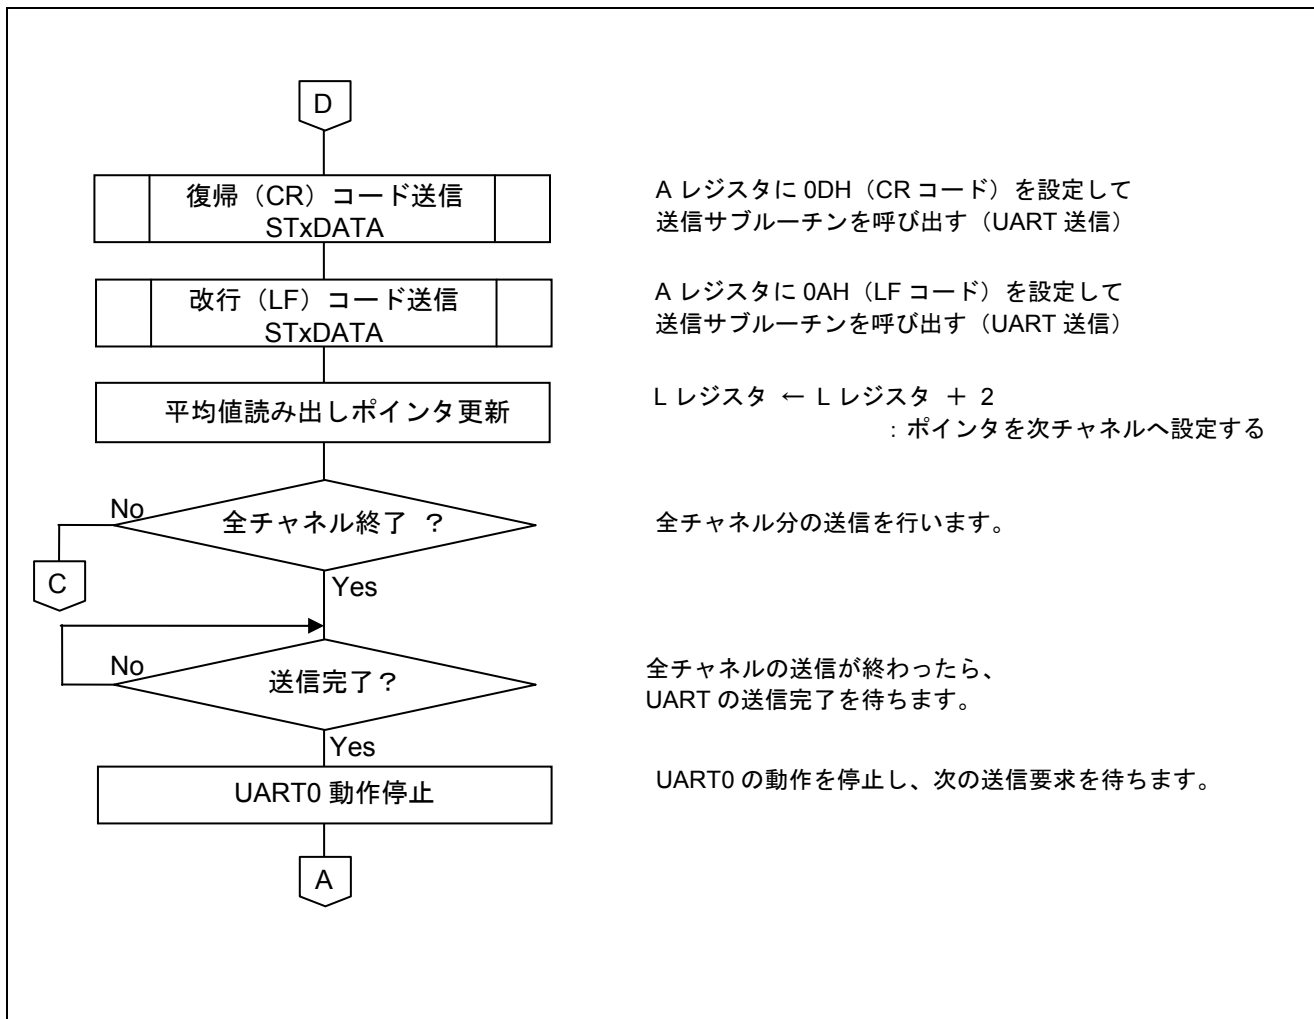 D
復帰（CR）コード送信
STxDATA
A レジスタに 0DH（CR コード）を設定して
送信サブルーチンを呼び出す（UART 送信）
改行（LF）コード送信
STxDATA
A レジスタに 0AH（LF コード）を設定して
送信サブルーチンを呼び出す（UART 送信）
平均値読み出しポインタ更新
L レジスタ ← L レジスタ ＋ 2
：ポインタを次チャネルへ設定する
No
全チャネル終了 ？
全チャネル分の送信を行います。
C
Yes
No
送信完了？
全チャネルの送信が終わったら、
UART の送信完了を待ちます。
Yes
UART0 動作停止
UART0 の動作を停止し、次の送信要求を待ちます。
A